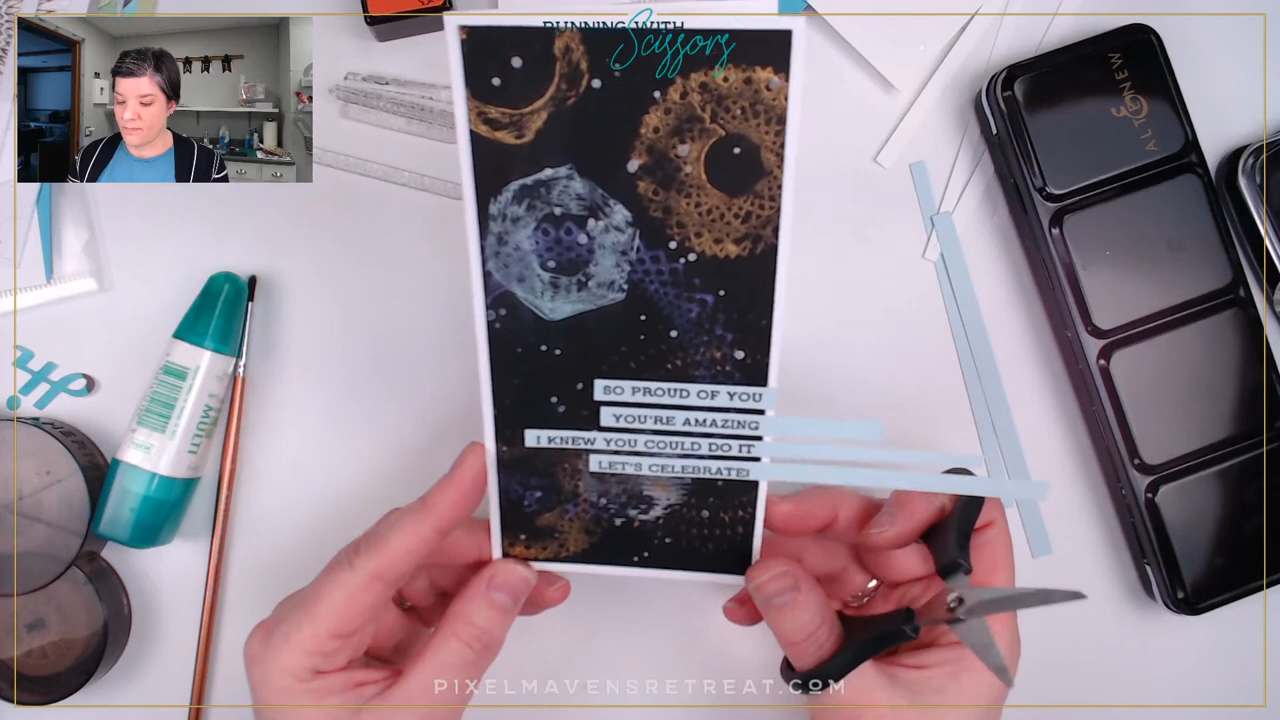 RUNNING WITH
Scissors
ALTENEW
SO PROUD OF YOU
YOU'RE AMAZING
I KNEW YOU COULD DO IT
LET'S CELEBRATE!
MULTI
PIXELMAVENSRETREAT.COM